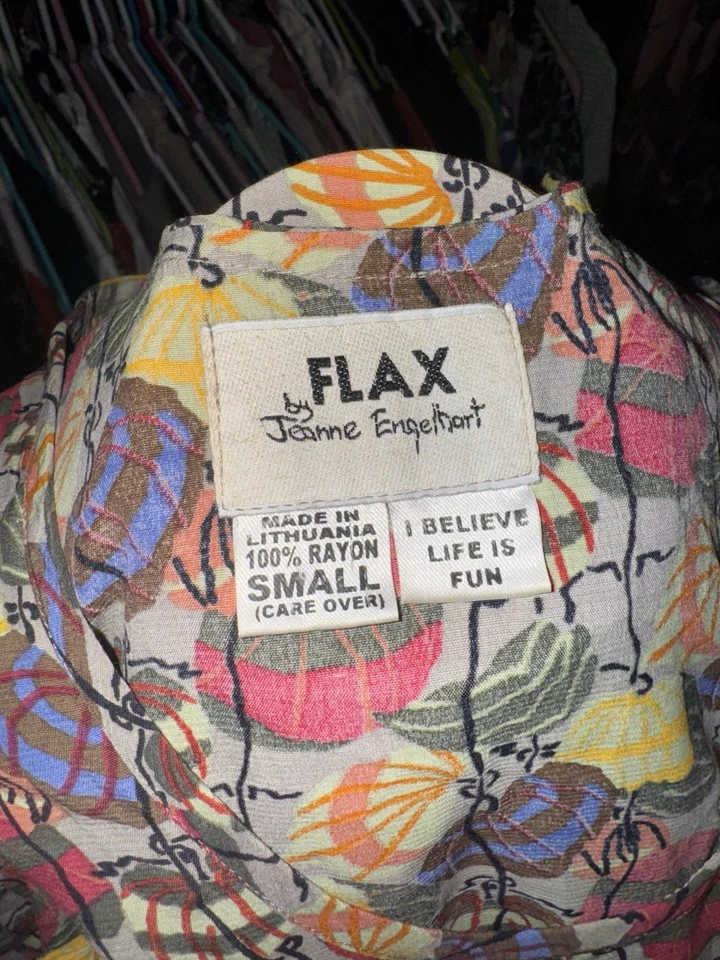 FLAX
by
Jeanne Engelhart
MADE IN
LITHUANIA
100% RAYON
SMALL
(CARE OVER)
I BELIEVE
LIFE IS
FUN